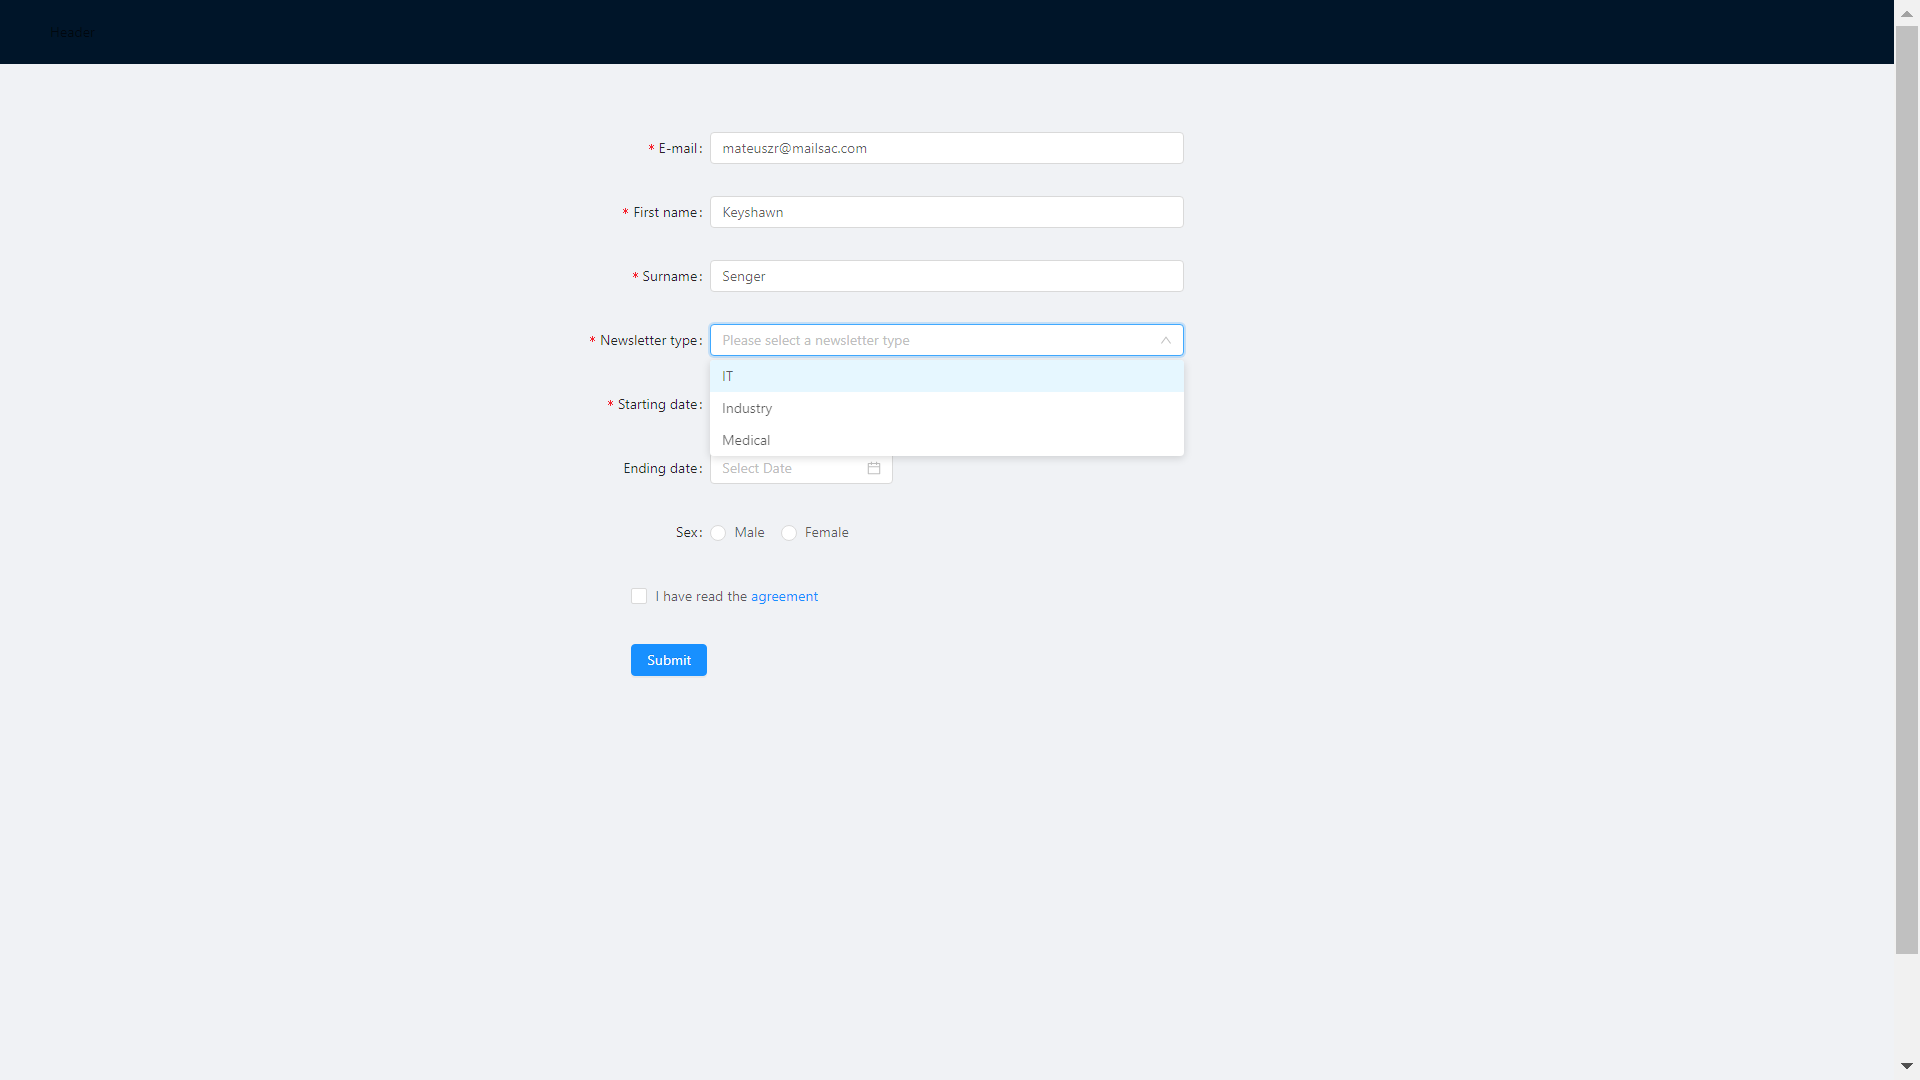 Header
* E-mail: mateuszr@mailsac.com
* First name: Keyshawn
* Surname: Senger
* Newsletter type: Please select a newsletter type
IT
* Starting date:
Industry
Medical
Ending date: Select Date
Sex: Male Female
I have read the agreement
Submit